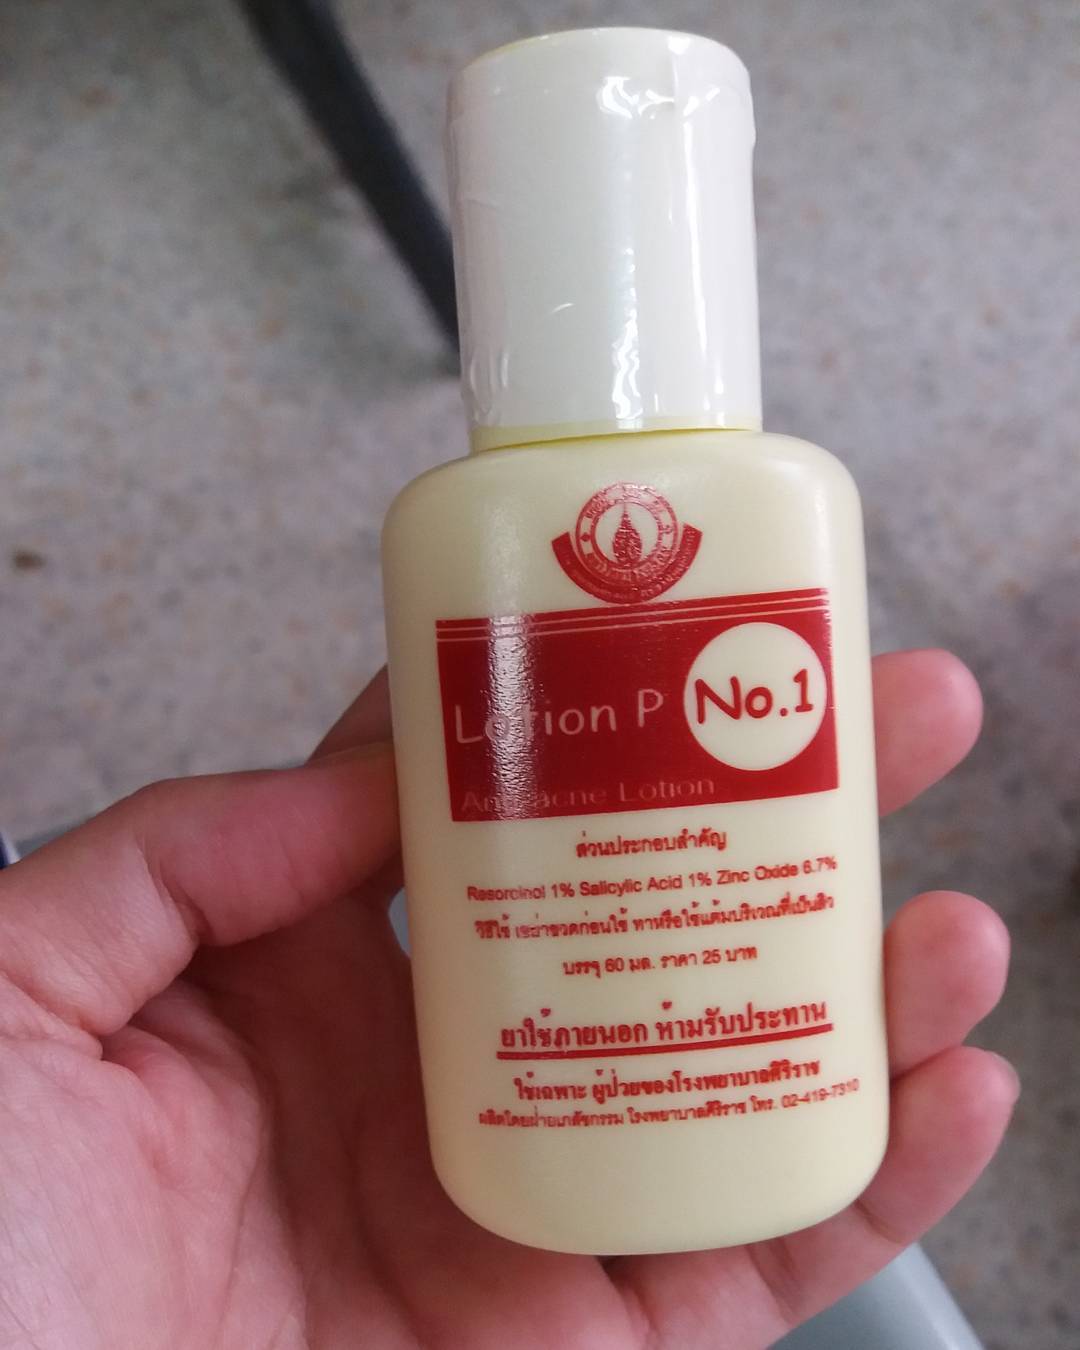 Lotion P No.1
Anti-acne Lotion
ส่วนประกอบสำคัญ
Resorcinol 1% Salicylic Acid 1% Zinc Oxide 6.7%
วิธีใช้ เขย่าขวดก่อนใช้ ทาหรือใช้แต้มบริเวณที่เป็นสิว
บรรจุ 60 มล. ราคา 25 บาท
ยาใช้ภายนอก ห้ามรับประทาน
ใช้เฉพาะ ผู้ป่วยของโรงพยาบาลศิริราช
ผลิตโดยฝ่ายเภสัชกรรม โรงพยาบาลศิริราช โทร. 02-419-7310